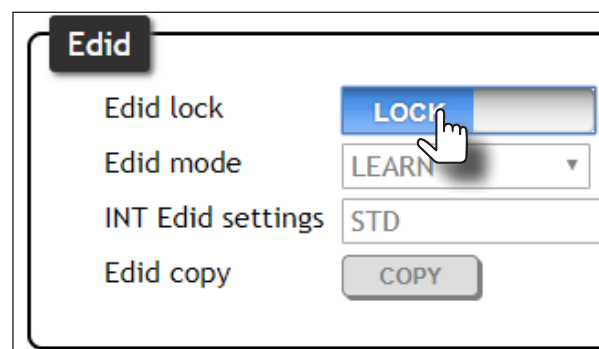 Edid
Edid lock LOCK
Edid mode LEARN
INT Edid settings STD
Edid copy COPY